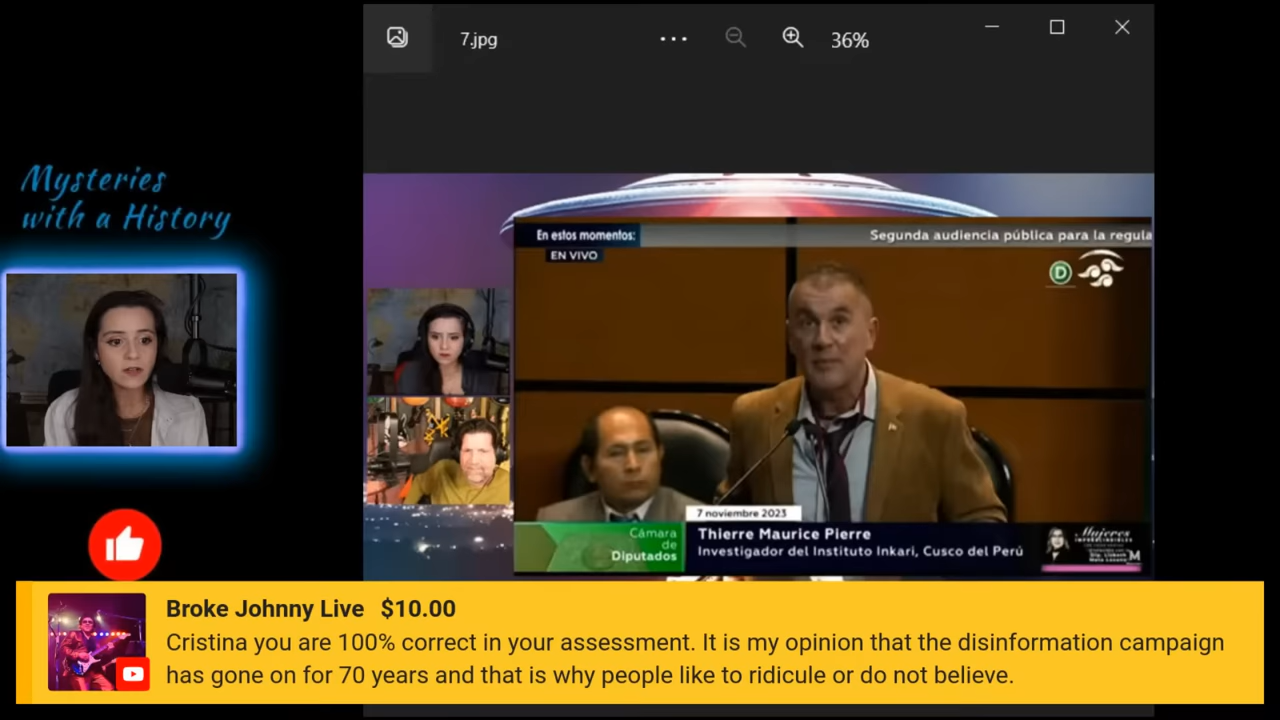 7.jpg
36%
Mysteries
with a History
En estos momentos:
Segunda audiencia pública para la regula
EN VIVO
D
7 noviembre 2023
Cámara
de
Diputados
Thierre Maurice Pierre
Investigador del Instituto Inkari, Cusco del Perú
Mujeres
M
Broke Johnny Live $10.00
Cristina you are 100% correct in your assessment. It is my opinion that the disinformation campaign
has gone on for 70 years and that is why people like to ridicule or do not believe.